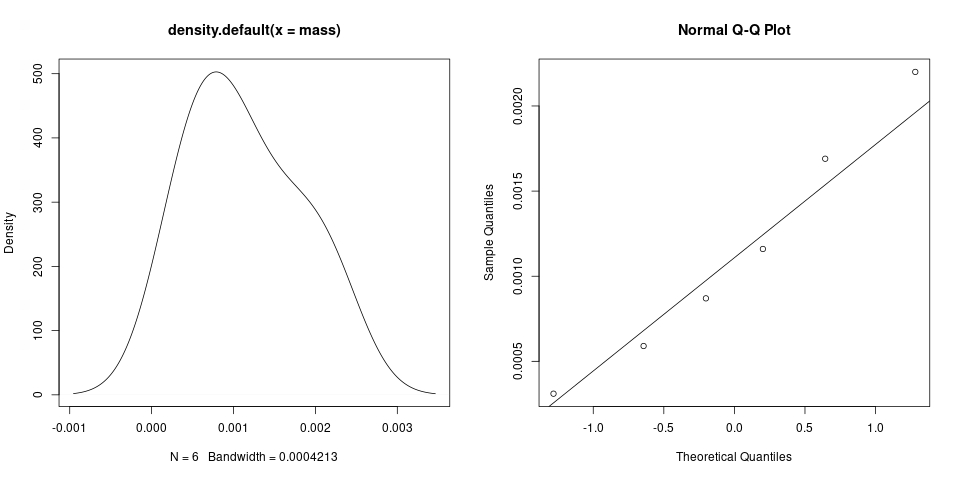 density.default(x = mass)
Density
500
400
300
200
100
0
-0.001 0.000 0.001 0.002 0.003
N = 6 Bandwidth = 0.0004213
Normal Q-Q Plot
Sample Quantiles
0.0020
0.0015
0.0010
0.0005
-1.0 -0.5 0.0 0.5 1.0
Theoretical Quantiles